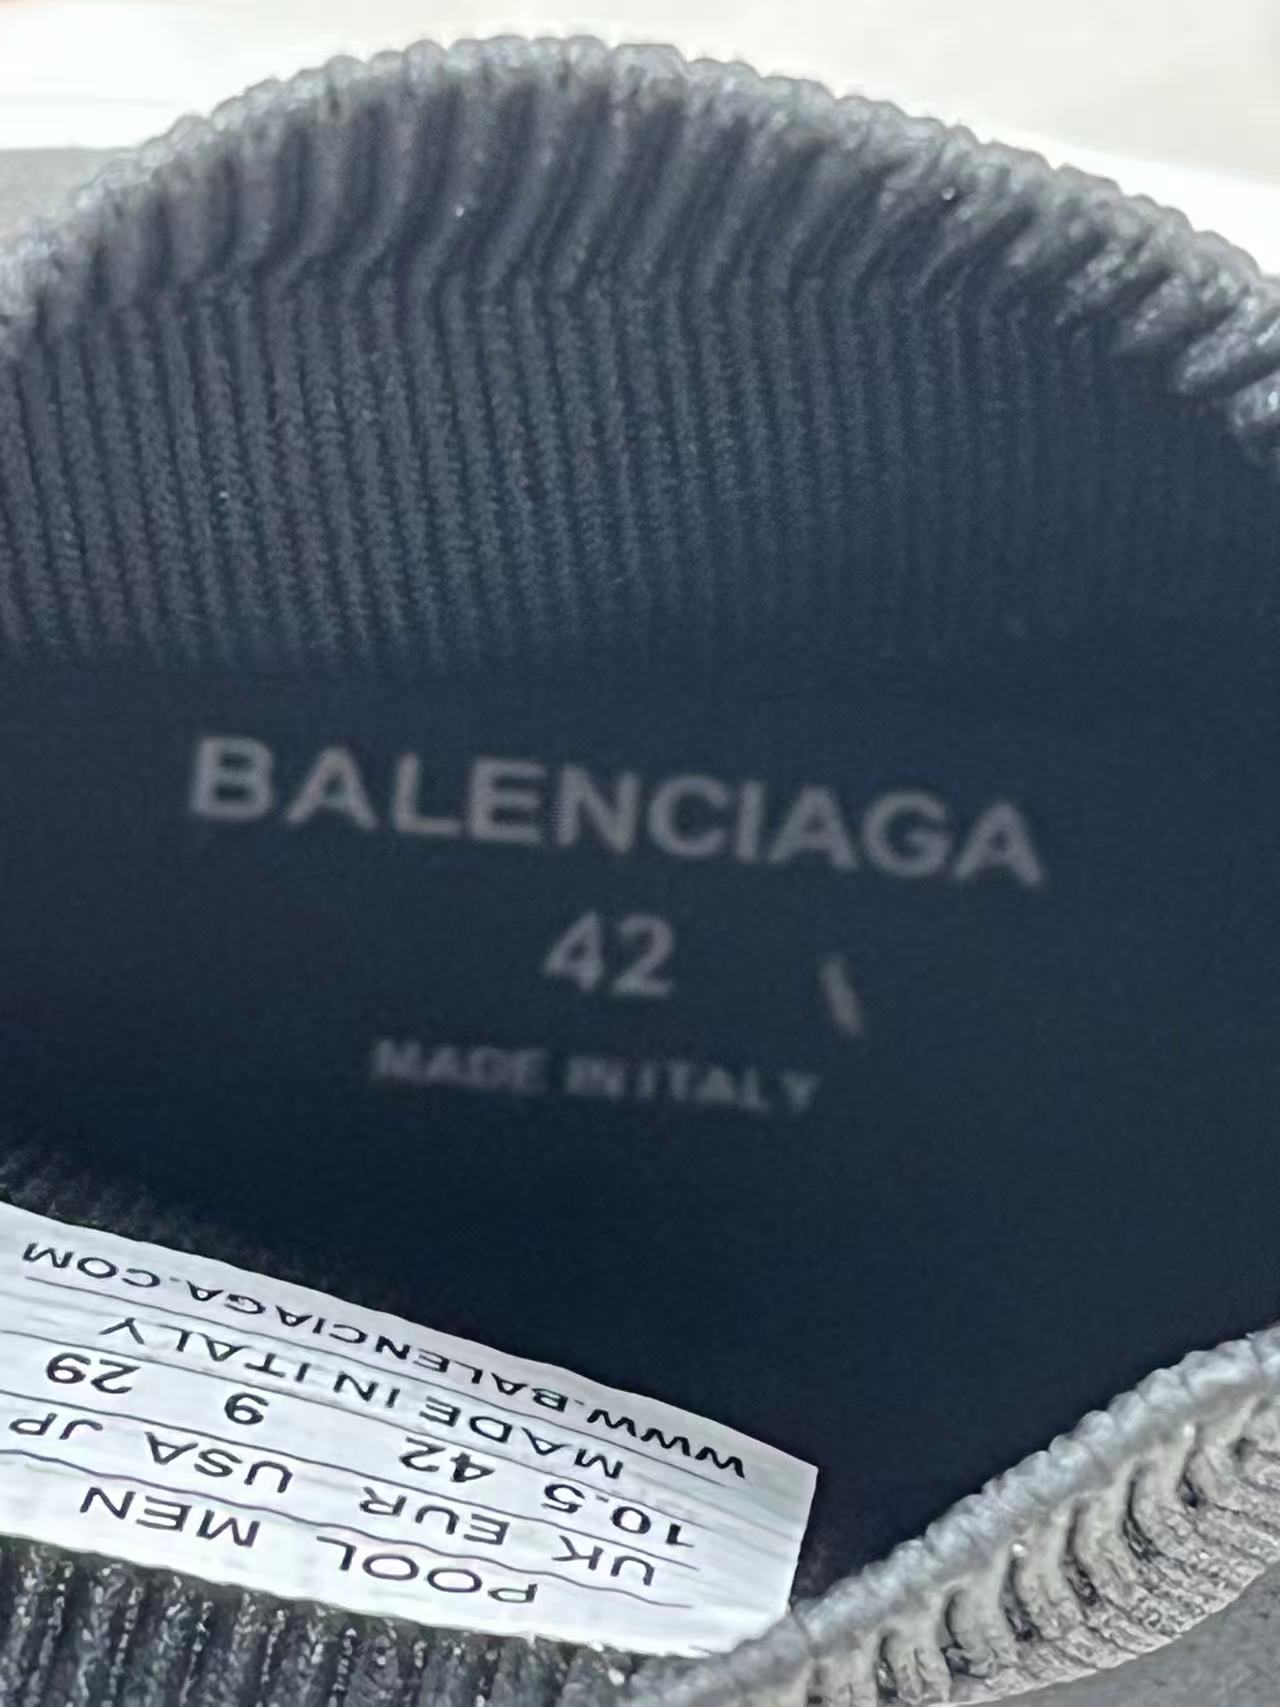 BALENCIAGA
42
MADE IN ITALY
POOL MEN
UK EUR USA JP
10.5 42 9 29
MADE IN ITALY
WWW.BALENCIAGA.COM